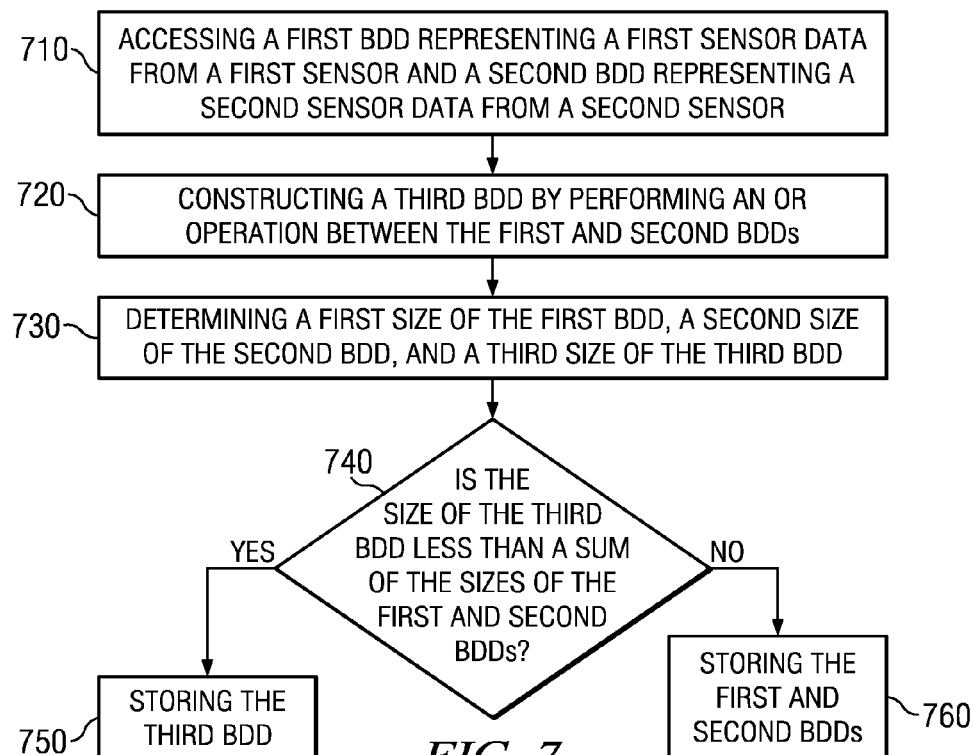 710
ACCESSING A FIRST BDD REPRESENTING A FIRST SENSOR DATA
FROM A FIRST SENSOR AND A SECOND BDD REPRESENTING A
SECOND SENSOR DATA FROM A SECOND SENSOR
720
CONSTRUCTING A THIRD BDD BY PERFORMING AN OR
OPERATION BETWEEN THE FIRST AND SECOND BDDs
730
DETERMINING A FIRST SIZE OF THE FIRST BDD, A SECOND SIZE
OF THE SECOND BDD, AND A THIRD SIZE OF THE THIRD BDD
740
IS THE
SIZE OF THE THIRD
BDD LESS THAN A SUM
OF THE SIZES OF THE
FIRST AND SECOND
BDDs?
YES
NO
750
STORING THE
THIRD BDD
STORING THE
FIRST AND
SECOND BDDs
760
FIG. 7